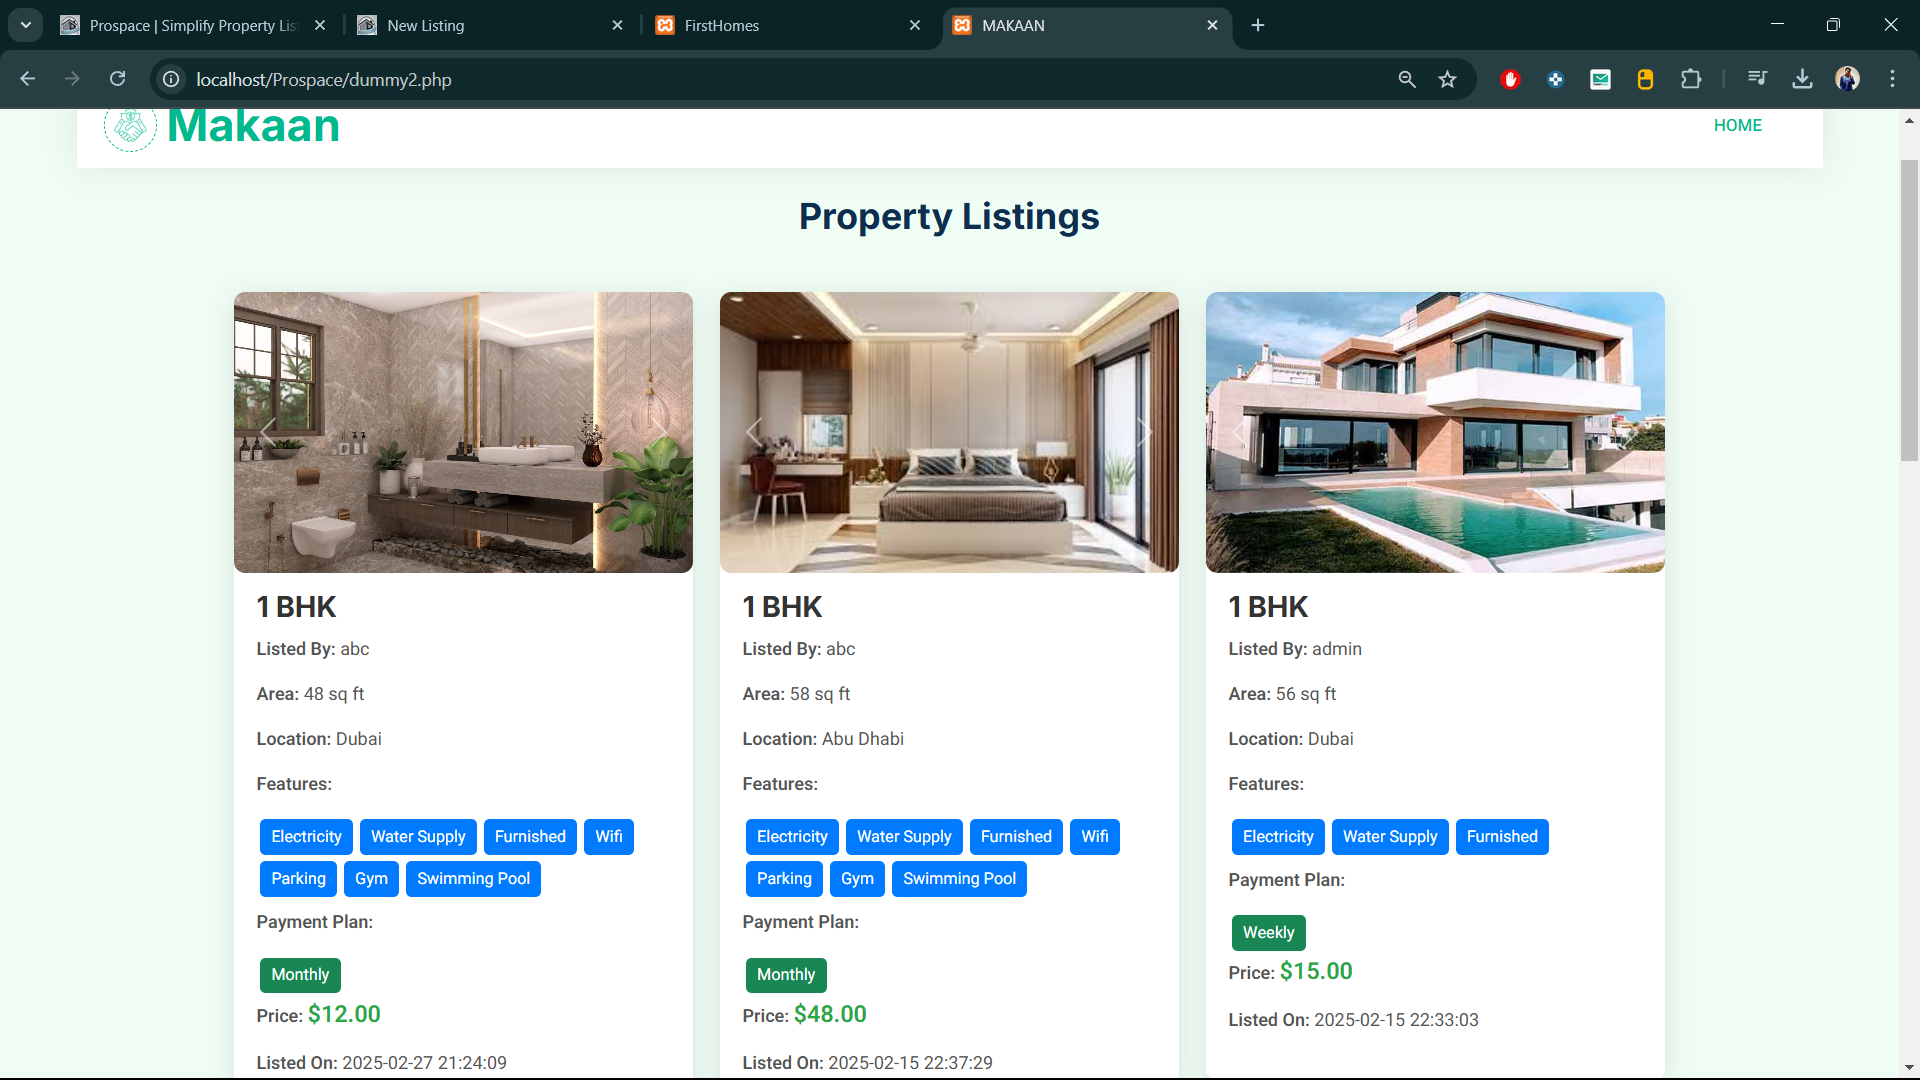 Prospace | Simplify Property Lis
New Listing
FirstHomes
MAKAAN
localhost/Prospace/dummy2.php
Makaan
HOME
Property Listings
1 BHK
Listed By: abc
Area: 48 sq ft
Location: Dubai
Features:
Electricity Water Supply Furnished Wifi
Parking Gym Swimming Pool
Payment Plan:
Monthly
Price: $12.00
Listed On: 2025-02-27 21:24:09
1 BHK
Listed By: abc
Area: 58 sq ft
Location: Abu Dhabi
Features:
Electricity Water Supply Furnished Wifi
Parking Gym Swimming Pool
Payment Plan:
Monthly
Price: $48.00
Listed On: 2025-02-15 22:37:29
1 BHK
Listed By: admin
Area: 56 sq ft
Location: Dubai
Features:
Electricity Water Supply Furnished
Payment Plan:
Weekly
Price: $15.00
Listed On: 2025-02-15 22:33:03